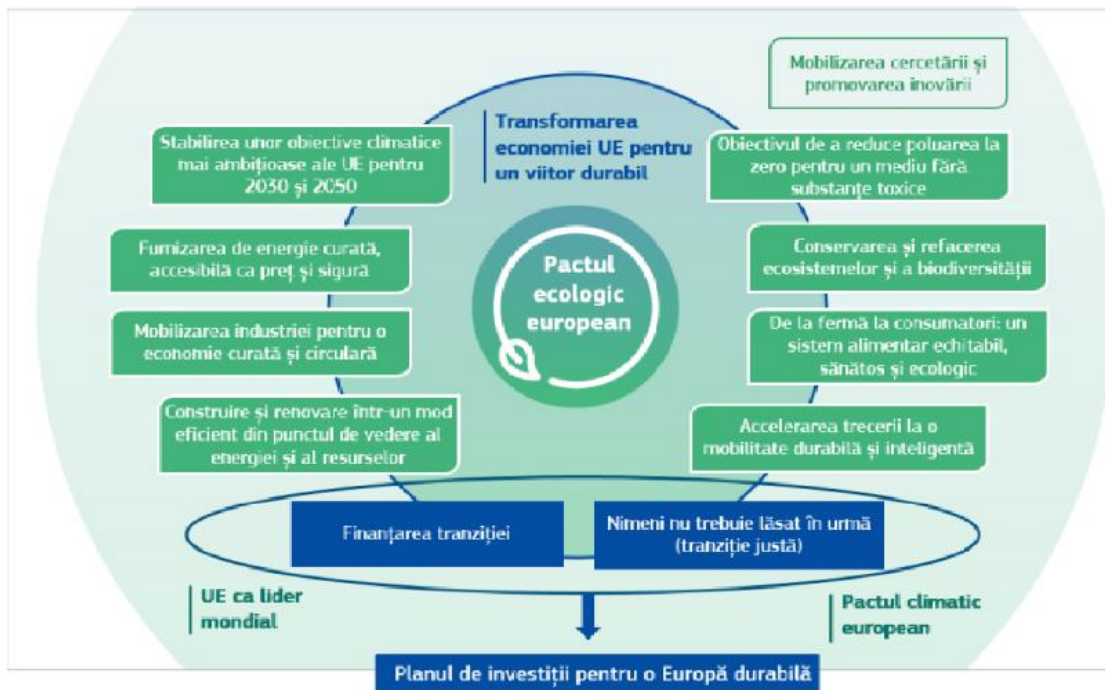 Mobilizarea cercetării și
promovarea inovării
Transformarea
economiei UE pentru
un viitor durabil
Stabilirea unor obiective climatice
mai ambițioase ale UE pentru
2030 și 2050
Obiectivul de a reduce poluarea la
zero pentru un mediu fără
substanțe toxice
Furnizarea de energie curată,
accesibilă ca preț și sigură
Conservarea și refacerea
ecosistemelor și a biodiversității
Pactul
ecologic
european
Mobilizarea industriei pentru o
economie curată și circulară
De la fermă la consumatori: un
sistem alimentar echitabil,
sănătos și ecologic
Construire și renovare într-un mod
eficient din punctul de vedere al
energiei și al resurselor
Accelerarea trecerii la o
mobilitate durabilă și inteligentă
Finanțarea tranziției
Nimeni nu trebuie lăsat în urmă
(tranziție justă)
UE ca lider
mondial
Pactul climatic
european
Planul de investiții pentru o Europă durabilă